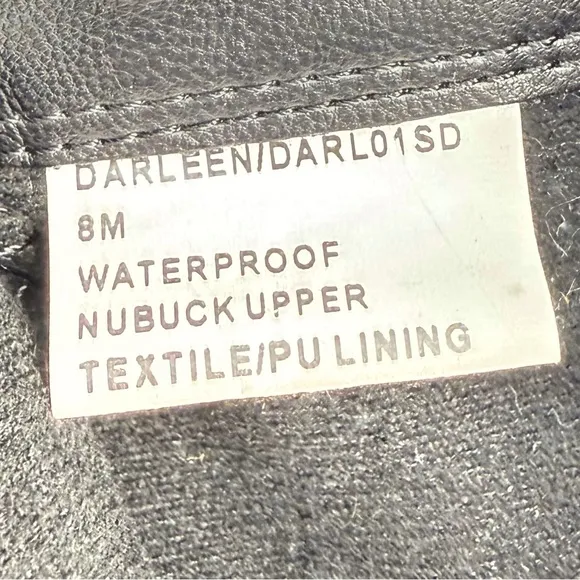 DARLEEN/DARL01SD
8M
WATERPROOF
NUBUCK UPPER
TEXTILE/PU LINING